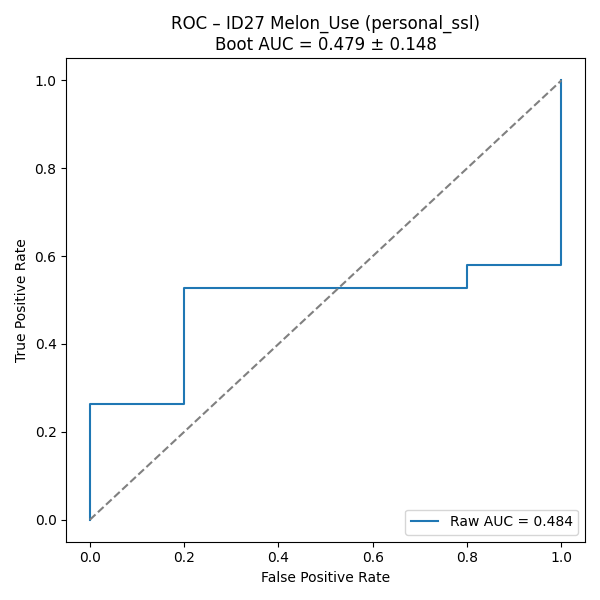 ROC – ID27 Melon_Use (personal_ssl)
Boot AUC = 0.479 ± 0.148
True Positive Rate
1.0
0.8
0.6
0.4
0.2
0.0
Raw AUC = 0.484
0.0 0.2 0.4 0.6 0.8 1.0
False Positive Rate